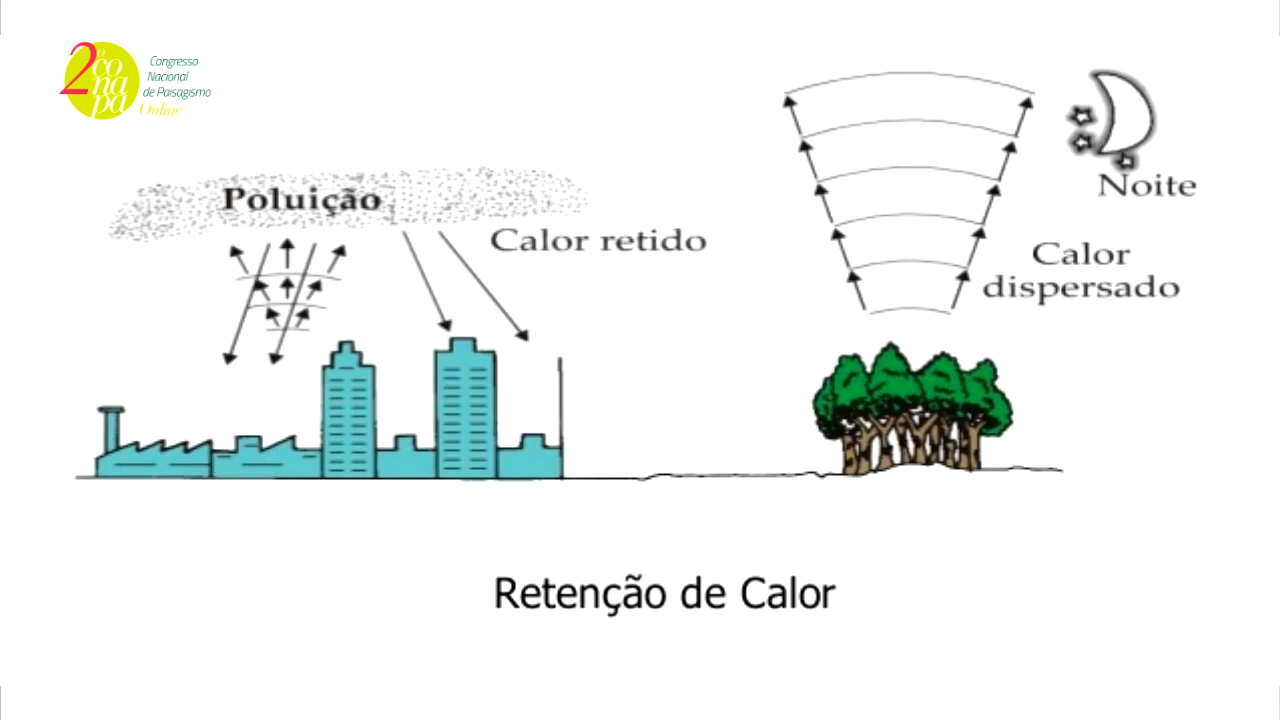 2º
co
na
pa
Congresso
Nacional
de Paisagismo
Online
Poluição
Calor retido
Noite
Calor
dispersado
Retenção de Calor